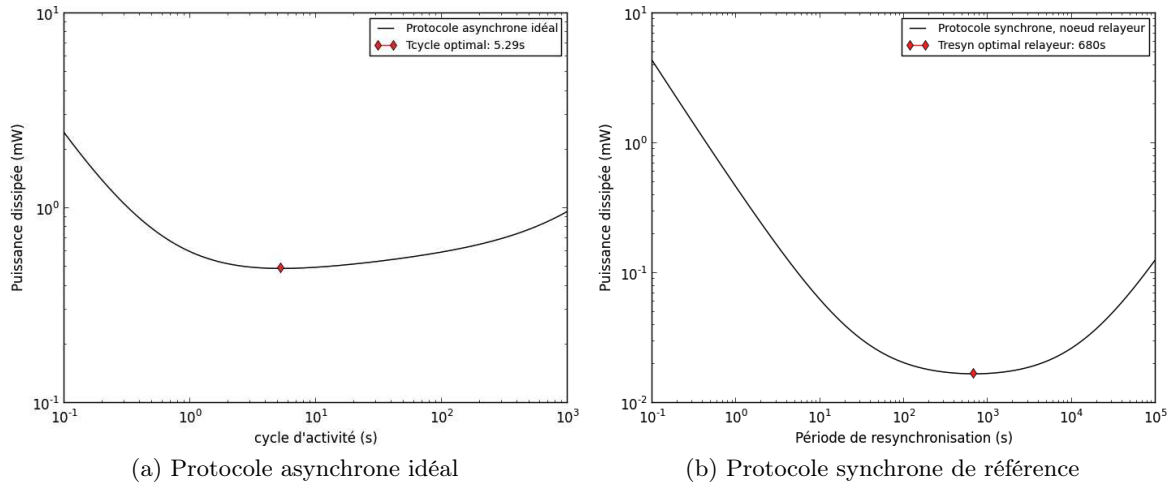 Protocole asynchrone idéal
Tcycle optimal: 5.29s
Puissance dissipée (mW)
10^1
10^0
10^-1
10^-1 10^0 10^1 10^2 10^3
cycle d'activité (s)
(a) Protocole asynchrone idéal
Protocole synchrone, noeud relayeur
Tresyn optimal relayeur: 680s
Puissance dissipée (mW)
10^1
10^0
10^-1
10^-2
10^-1 10^0 10^1 10^2 10^3 10^4 10^5
Période de resynchronisation (s)
(b) Protocole synchrone de référence